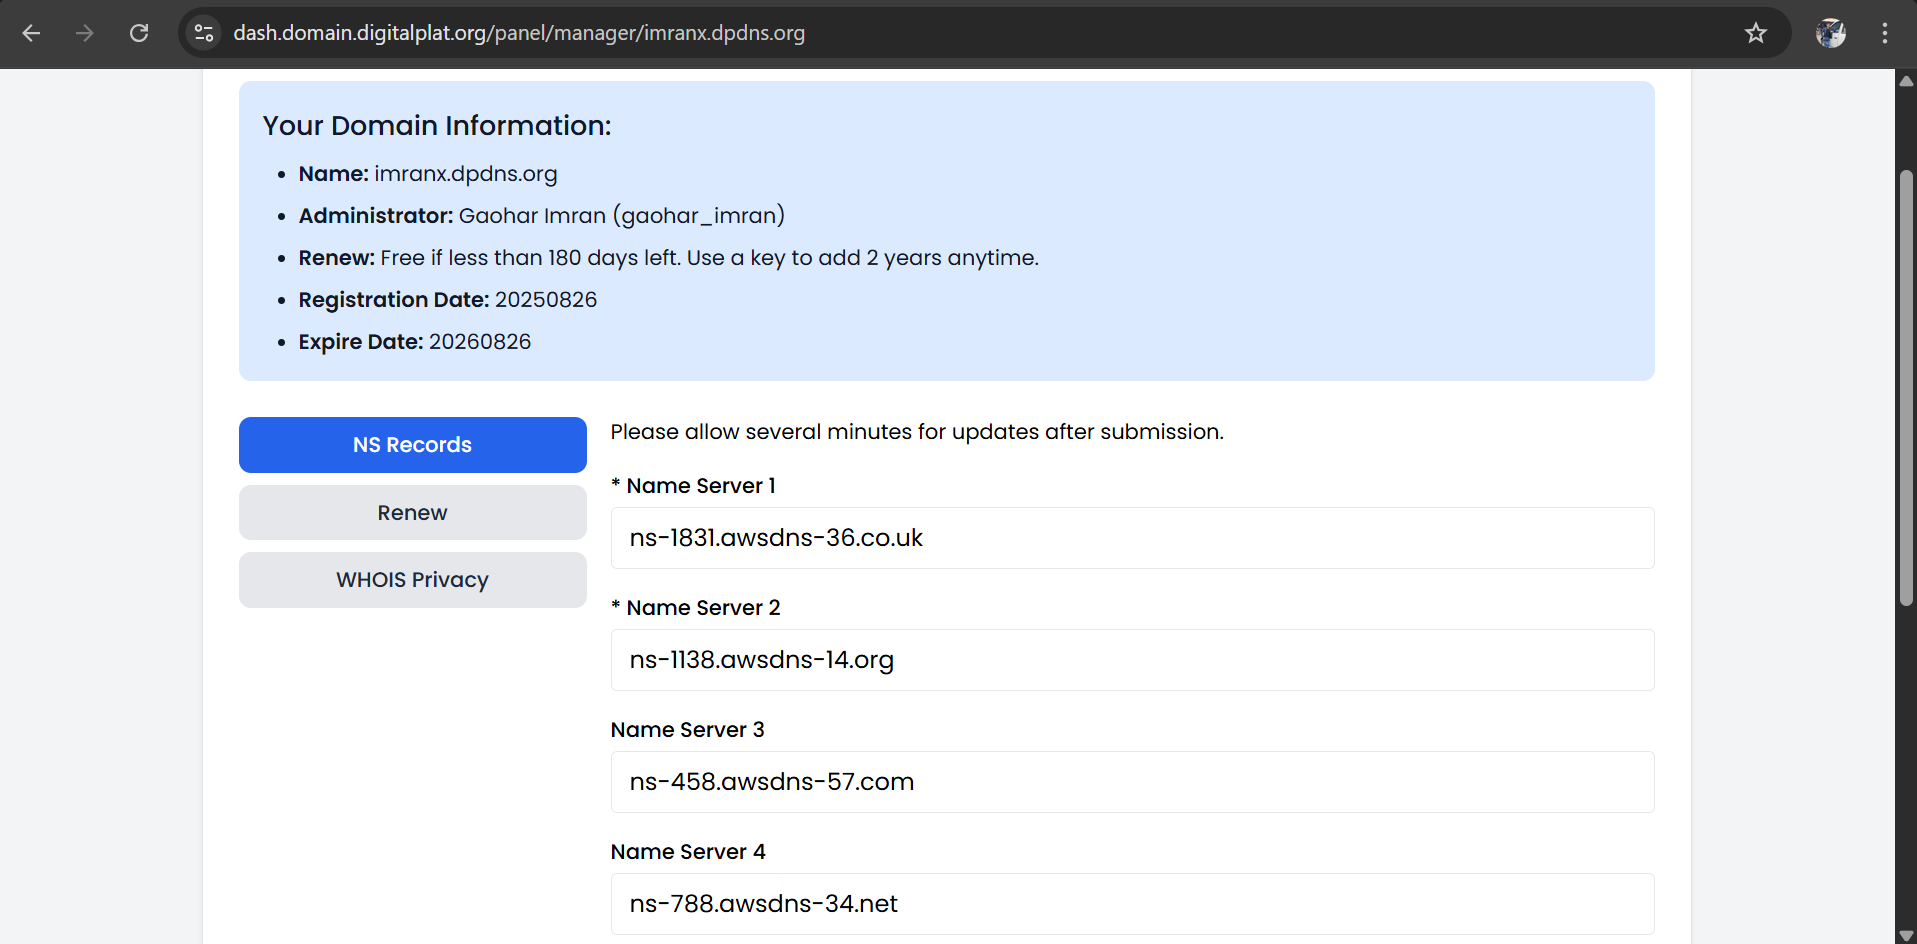 dash.domain.digitalplat.org/panel/manager/imranx.dpdns.org
Your Domain Information:
• Name: imranx.dpdns.org
• Administrator: Gaohar Imran (gaohar_imran)
• Renew: Free if less than 180 days left. Use a key to add 2 years anytime.
• Registration Date: 20250826
• Expire Date: 20260826
NS Records
Renew
WHOIS Privacy
Please allow several minutes for updates after submission.
* Name Server 1
ns-1831.awsdns-36.co.uk
* Name Server 2
ns-1138.awsdns-14.org
Name Server 3
ns-458.awsdns-57.com
Name Server 4
ns-788.awsdns-34.net